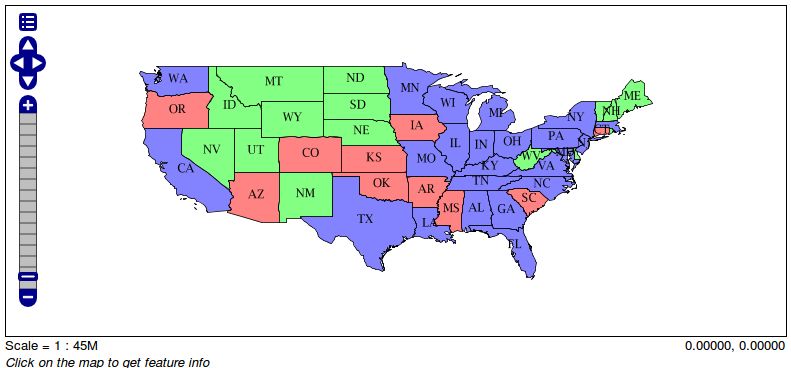 WA
MT
ND
MN
ME
OR
ID
SD
WI
MI
NH
WY
NY
NE
IA
NV
UT
CO
KS
MO
IL
IN
OH
PA
WV
VA
KY
CA
AZ
NM
OK
AR
TN
NC
SC
TX
LA
MS
AL
GA
FL
Scale = 1 : 45M
0.00000, 0.00000
Click on the map to get feature info